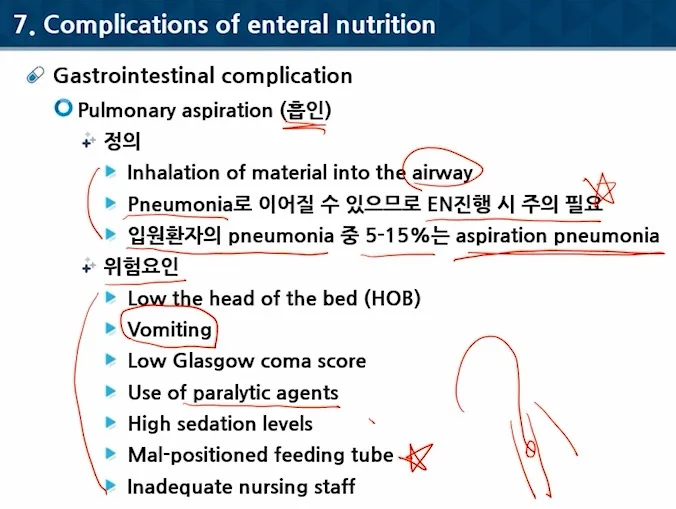 7. Complications of enteral nutrition
Gastrointestinal complication
Pulmonary aspiration (흡인)
정의
Inhalation of material into the airway
Pneumonia로 이어질 수 있으므로 EN진행 시 주의 필요
입원환자의 pneumonia 중 5-15%는 aspiration pneumonia
위험요인
Low the head of the bed (HOB)
Vomiting
Low Glasgow coma score
Use of paralytic agents
High sedation levels
Mal-positioned feeding tube
Inadequate nursing staff